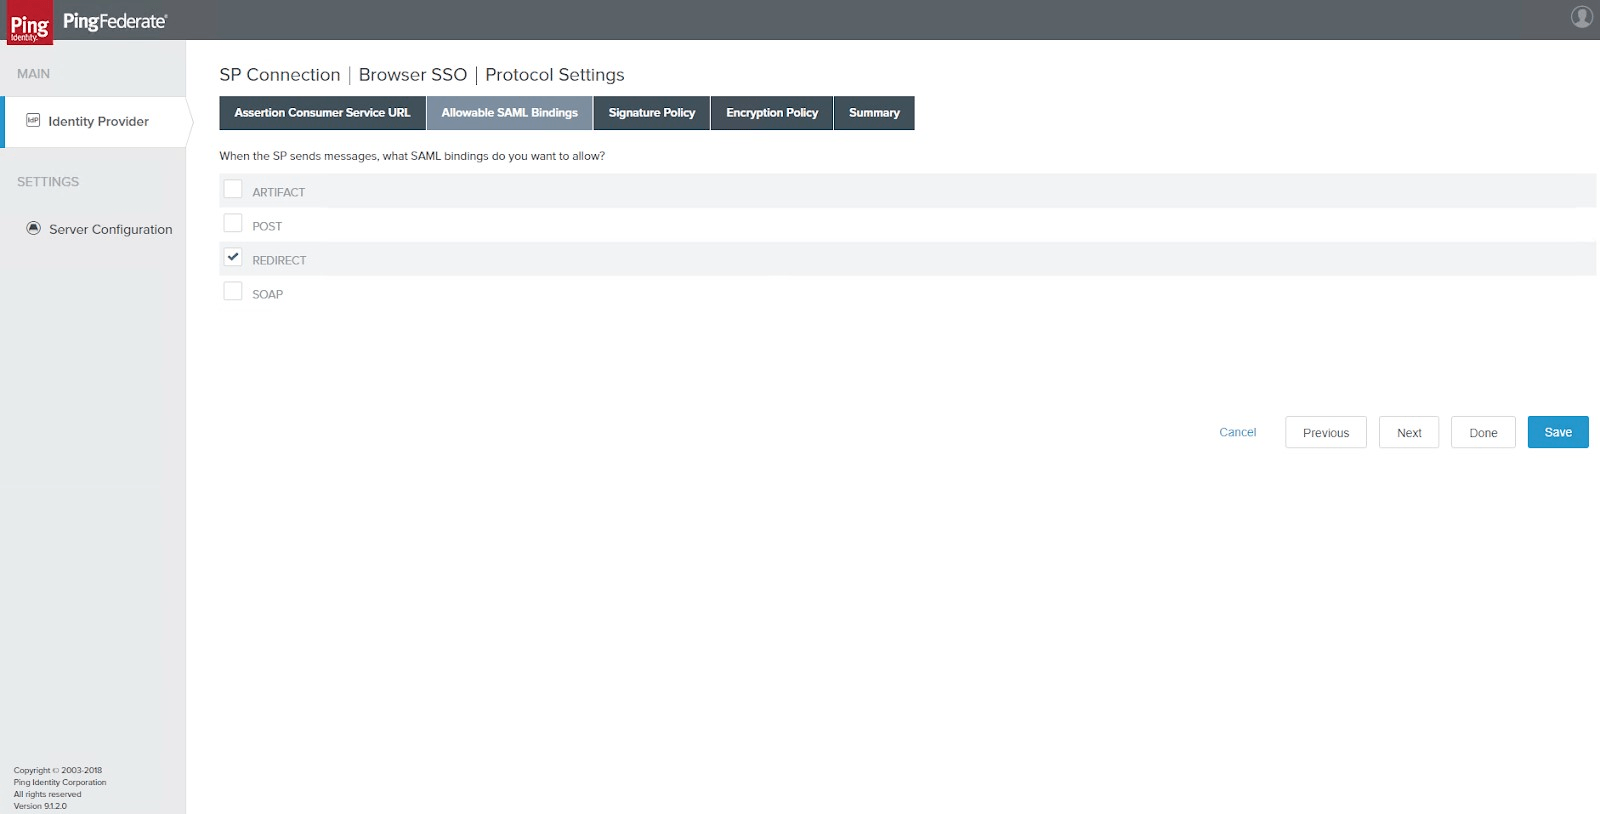 Ping
Identity.
PingFederate®
MAIN
IdP
Identity Provider
SETTINGS
Server Configuration
SP Connection | Browser SSO | Protocol Settings
Assertion Consumer Service URL
Allowable SAML Bindings
Signature Policy
Encryption Policy
Summary
When the SP sends messages, what SAML bindings do you want to allow?
ARTIFACT
POST
REDIRECT
SOAP
Cancel
Previous
Next
Done
Save
Copyright © 2003-2018
Ping Identity Corporation
All rights reserved
Version 9.1.2.0